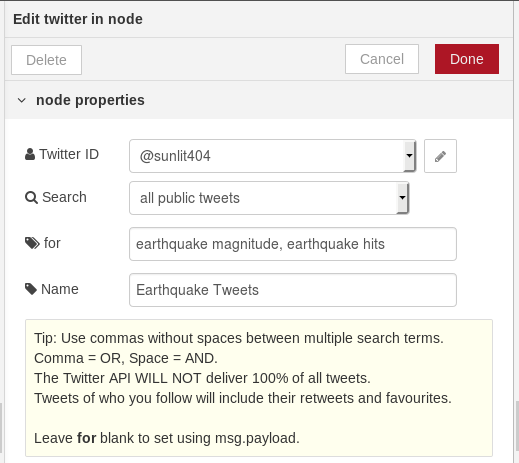 Edit twitter in node
Delete
Cancel
Done
node properties
Twitter ID
@sunlit404
Search
all public tweets
for
earthquake magnitude, earthquake hits
Name
Earthquake Tweets
Tip: Use commas without spaces between multiple search terms.
Comma = OR, Space = AND.
The Twitter API WILL NOT deliver 100% of all tweets.
Tweets of who you follow will include their retweets and favourites.
Leave for blank to set using msg.payload.